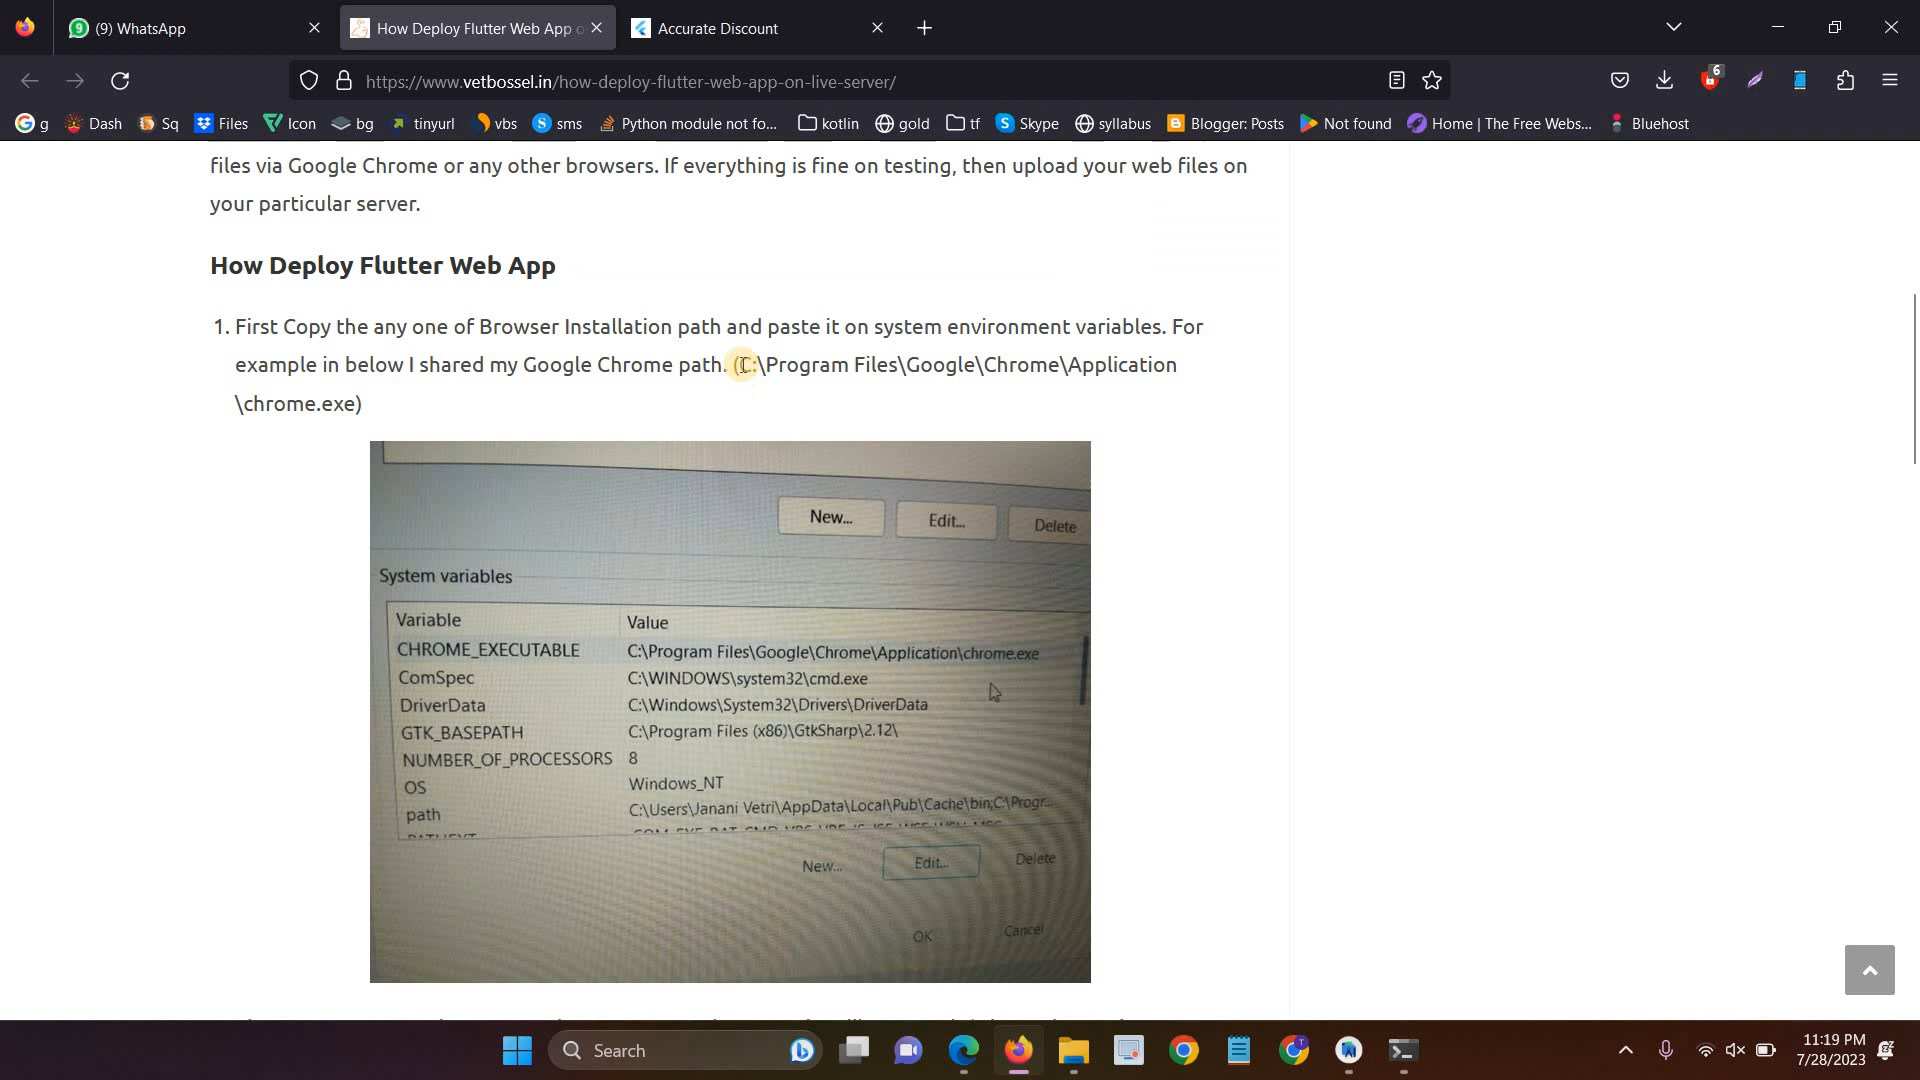 (9) WhatsApp
How Deploy Flutter Web App o
Accurate Discount
https://www.vetbossel.in/how-deploy-flutter-web-app-on-live-server/
6
g
Dash
Sq
Files
Icon
bg
tinyurl
vbs
sms
Python module not fo...
kotlin
gold
tf
Skype
syllabus
Blogger: Posts
Not found
Home | The Free Webs...
Bluehost
files via Google Chrome or any other browsers. If everything is fine on testing, then upload your web files on
your particular server.
How Deploy Flutter Web App
1. First Copy the any one of Browser Installation path and paste it on system environment variables. For
example in below I shared my Google Chrome path. (C:\Program Files\Google\Chrome\Application
\chrome.exe)
New... Edit... Delete
System variables
Variable Value
CHROME_EXECUTABLE C:\Program Files\Google\Chrome\Application\chrome.exe
ComSpec C:\WINDOWS\system32\cmd.exe
DriverData C:\Windows\System32\Drivers\DriverData
GTK_BASEPATH C:\Program Files (x86)\GtkSharp\2.12\
NUMBER_OF_PROCESSORS 8
OS Windows_NT
path C:\Users\Janani Vetri\AppData\Local\Pub\Cache\bin;C:\Progr...
New... Edit... Delete
OK Cancel
Search
11:19 PM
7/28/2023